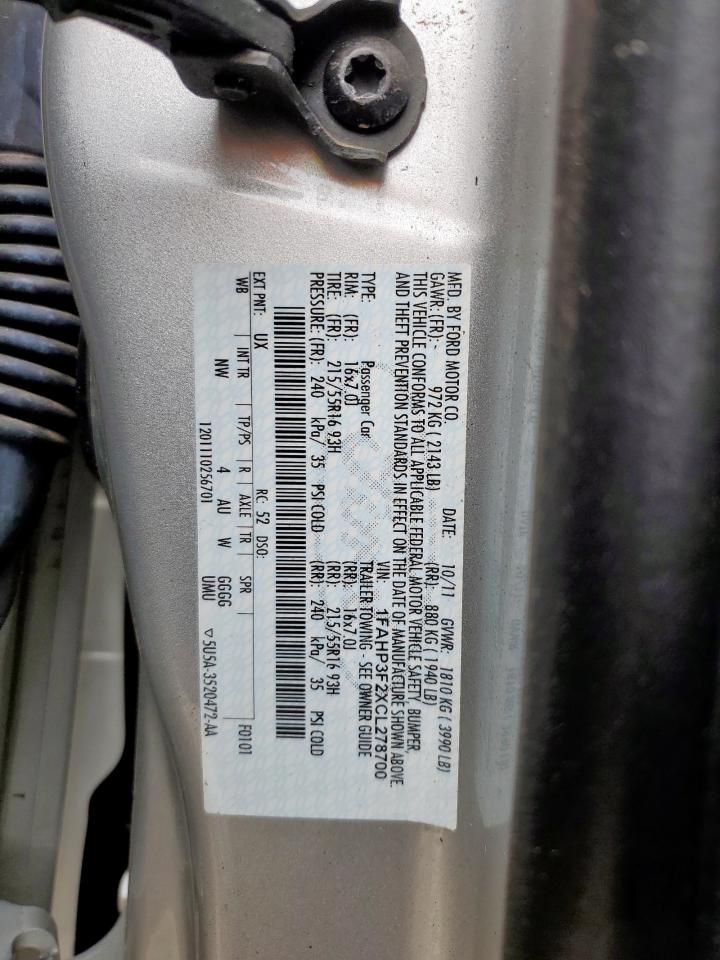 MFD. BY FORD MOTOR CO. DATE: 10/11 GVWR: 1810 KG ( 3990 LB)
GAWR: (FR): - 972 KG ( 2143 LB) (RR): 880 KG ( 1940 LB)
THIS VEHICLE CONFORMS TO ALL APPLICABLE FEDERAL MOTOR VEHICLE SAFETY, BUMPER,
AND THEFT PREVENTION STANDARDS IN EFFECT ON THE DATE OF MANUFACTURE SHOWN ABOVE.
VIN: 1FAHP3F2XCL278700
TYPE: Passenger Car TRAILER TOWING - SEE OWNER GUIDE
RIM: (FR): 16x7.0J (RR): 16x7.0J
TIRE: (FR): 215/55R16 93H (RR): 215/55R16 93H
PRESSURE: (FR): 240 kPa/ 35 PSI COLD (RR): 240 kPa/ 35 PSI COLD
EXT PNT: UX RC: 52 DSO:
WB INT TR TP/PS R AXLE TR SPR F0101
NW 4 AU W GGGG
UMU ▽5U5A-3520472-AA
1201110256701